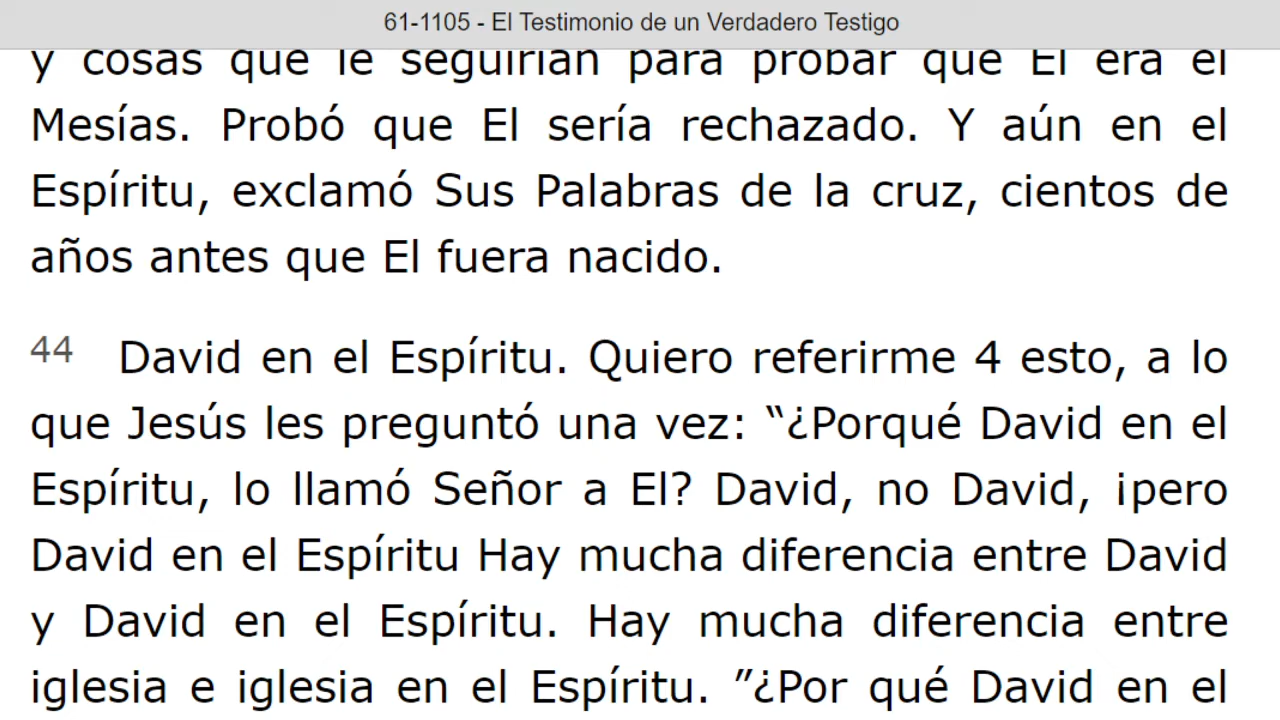 61-1105 - El Testimonio de un Verdadero Testigo
y cosas que le seguirían para probar que El era el
Mesías. Probó que El sería rechazado. Y aún en el
Espíritu, exclamó Sus Palabras de la cruz, cientos de
años antes que El fuera nacido.
44 David en el Espíritu. Quiero referirme 4 esto, a lo
que Jesús les preguntó una vez: “¿Porqué David en el
Espíritu, lo llamó Señor a El? David, no David, ¡pero
David en el Espíritu Hay mucha diferencia entre David
y David en el Espíritu. Hay mucha diferencia entre
iglesia e iglesia en el Espíritu. ”¿Por qué David en el